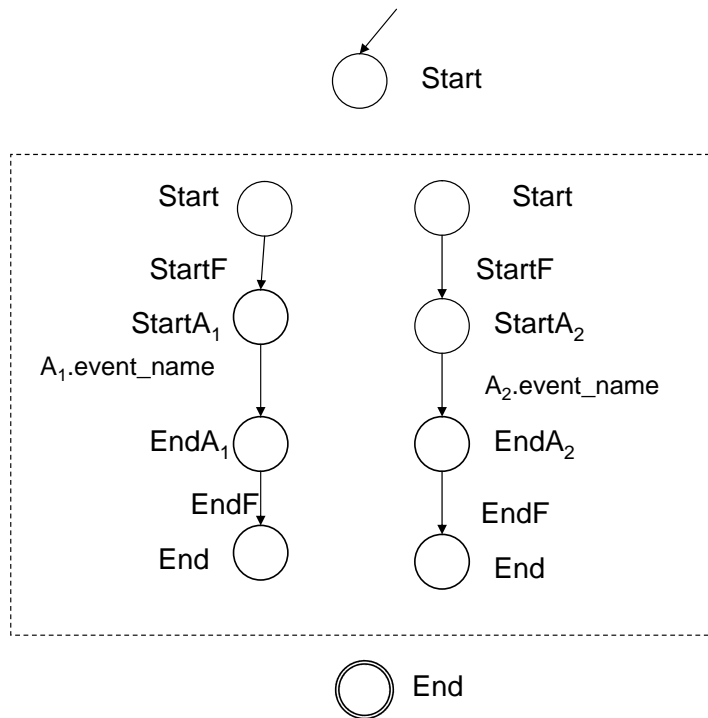 Start
Start Start
StartF StartF
StartA₁ StartA₂
A₁.event_name A₂.event_name
EndA₁ EndA₂
EndF EndF
End End
End